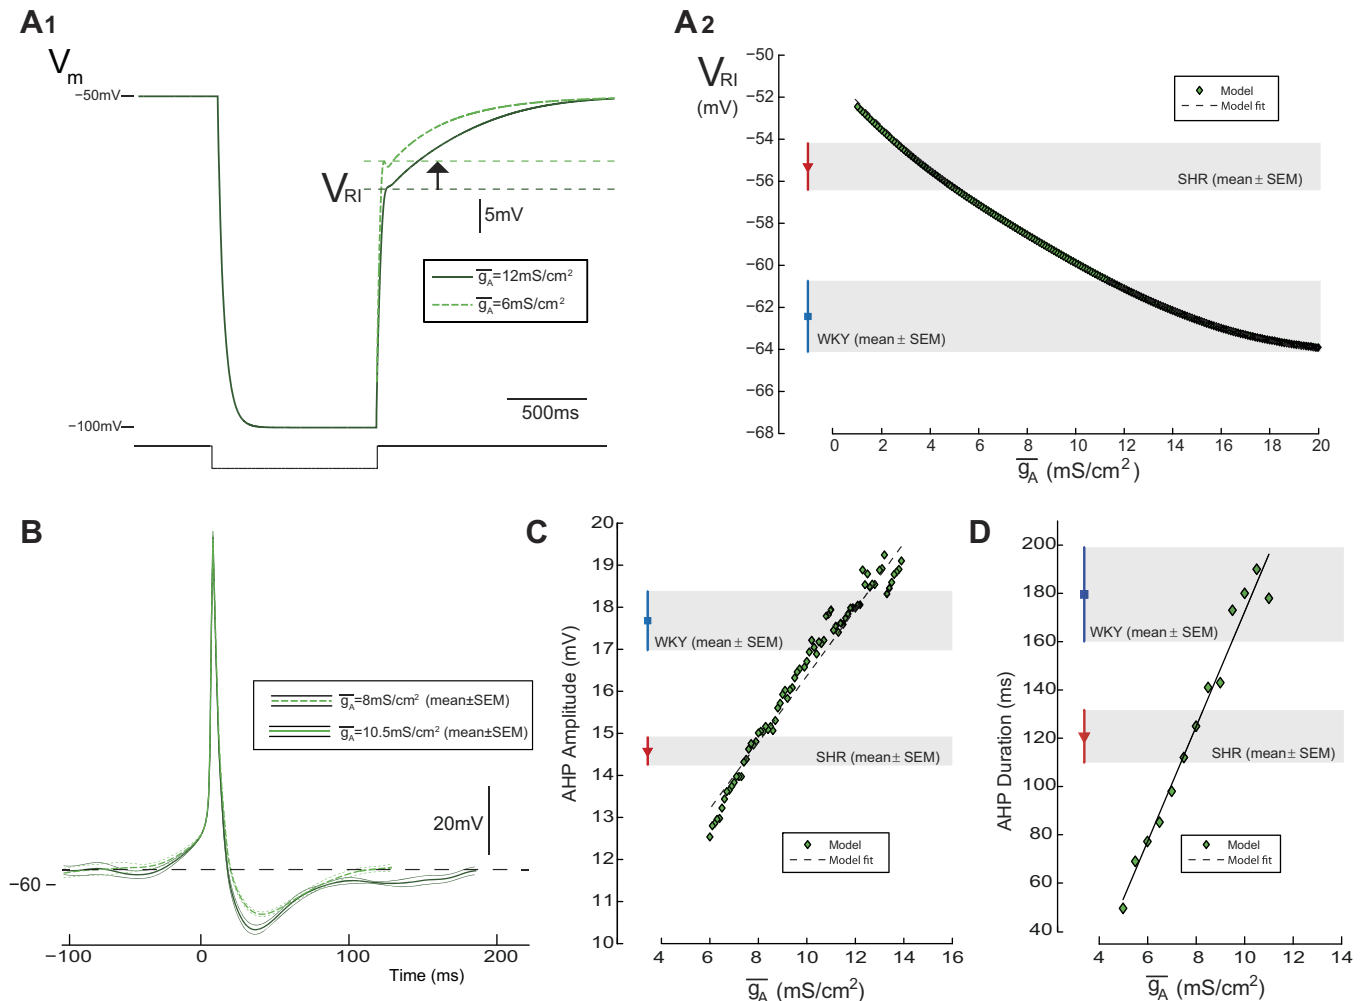 A1
Vm
−50mV
−100mV
VRI
5mV
gA=12mS/cm2
gA=6mS/cm2
500ms
A2
VRI
(mV)
−50
−52
−54
−56
−58
−60
−62
−64
−66
−68
Model
Model fit
SHR (mean ± SEM)
WKY (mean ± SEM)
0 2 4 6 8 10 12 14 16 18 20
gA (mS/cm2)
B
gA=8mS/cm2 (mean±SEM)
gA=10.5mS/cm2 (mean±SEM)
20mV
−60
−100 0 100 200
Time (ms)
C
AHP Amplitude (mV)
20
19
18
17
16
15
14
13
12
11
10
WKY (mean ± SEM)
SHR (mean ± SEM)
Model
Model fit
4 6 8 10 12 14 16
gA (mS/cm2)
D
AHP Duration (ms)
200
180
160
140
120
100
80
60
40
WKY (mean ± SEM)
SHR (mean ± SEM)
Model
Model fit
4 6 8 10 12 14
gA (mS/cm2)